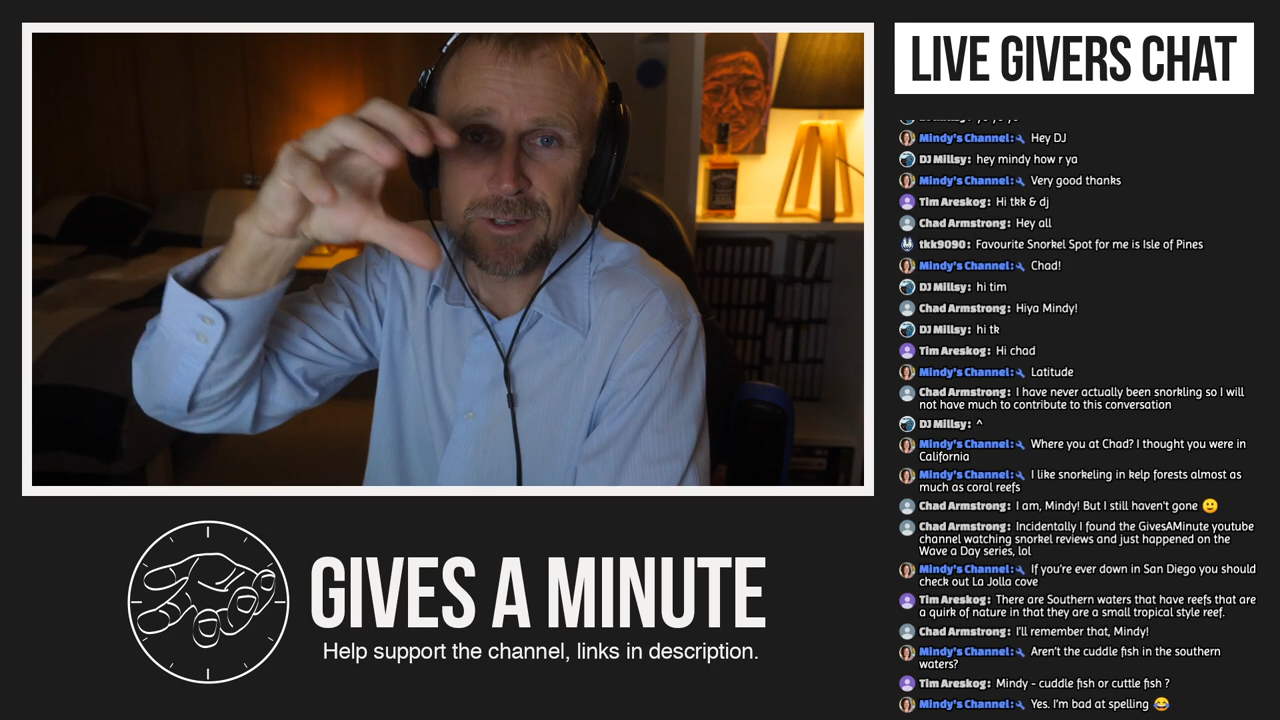 LIVE GIVERS CHAT
Mindy's Channel: Hey DJ
DJ Millsy: hey mindy how r ya
Mindy's Channel: Very good thanks
Tim Areskog: Hi tkk & dj
Chad Armstrong: Hey all
tkk9090: Favourite Snorkel Spot for me is Isle of Pines
Mindy's Channel: Chad!
DJ Millsy: hi tim
Chad Armstrong: Hiya Mindy!
DJ Millsy: hi tk
Tim Areskog: Hi chad
Mindy's Channel: Latitude
Chad Armstrong: I have never actually been snorkling so I will
not have much to contribute to this conversation
DJ Millsy: ^
Mindy's Channel: Where you at Chad? I thought you were in
California
Mindy's Channel: I like snorkeling in kelp forests almost as
much as coral reefs
Chad Armstrong: I am, Mindy! But I still haven't gone 🙂
Chad Armstrong: Incidentally I found the GivesAMinute youtube
channel watching snorkel reviews and just happened on the
Wave a Day series, lol
Mindy's Channel: If you're ever down in San Diego you should
check out La Jolla cove
Tim Areskog: There are Southern waters that have reefs that are
a quirk of nature in that they are a small tropical style reef.
Chad Armstrong: I'll remember that, Mindy!
Mindy's Channel: Aren't the cuddle fish in the southern
waters?
Tim Areskog: Mindy - cuddle fish or cuttle fish ?
Mindy's Channel: Yes. I'm bad at spelling 😂
GIVES A MINUTE
Help support the channel, links in description.